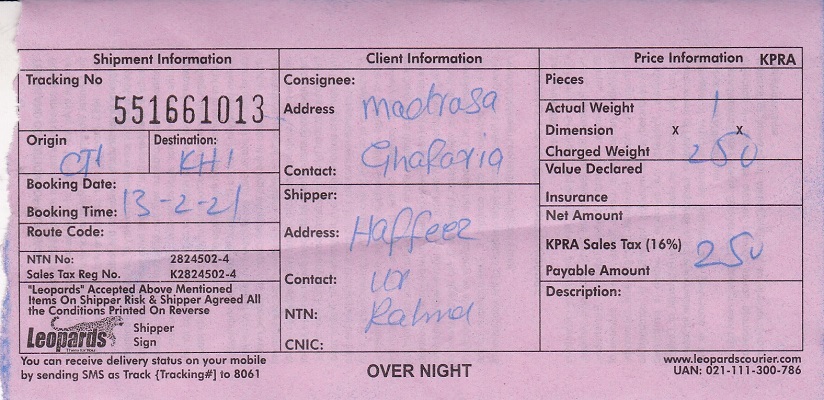 Shipment Information
Client Information
Price Information KPRA
Tracking No
551661013
Origin
CTI
Destination:
KHI
Booking Date:
Booking Time: 13-2-21
Route Code:
NTN No: 2824502-4
Sales Tax Reg No. K2824502-4
"Leopards" Accepted Above Mentioned
Items On Shipper Risk & Shipper Agreed All
the Conditions Printed On Reverse
Leopards
Shipper
Sign
Consignee:
Address Madrasa
Ghafaria
Contact:
Shipper:
Address: Haffeez
ur
Contact:
NTN:
CNIC:
Pieces
1
Actual Weight
Dimension x x
Charged Weight 250
Value Declared
Insurance
Net Amount
KPRA Sales Tax (16%)
250
Payable Amount
Description:
You can receive delivery status on your mobile
by sending SMS as Track {Tracking#] to 8061
OVER NIGHT
www.leopardscourier.com
UAN: 021-111-300-786